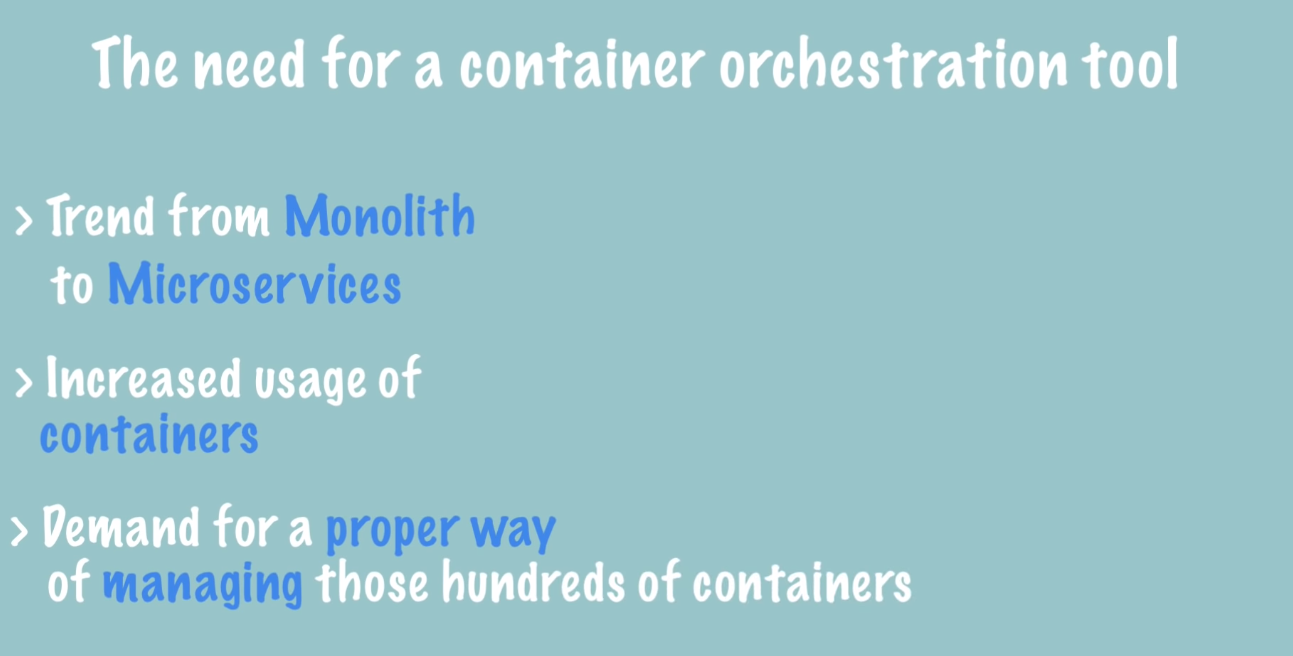 The need for a container orchestration tool
> Trend from Monolith
to Microservices
> Increased usage of
containers
> Demand for a proper way
of managing those hundreds of containers